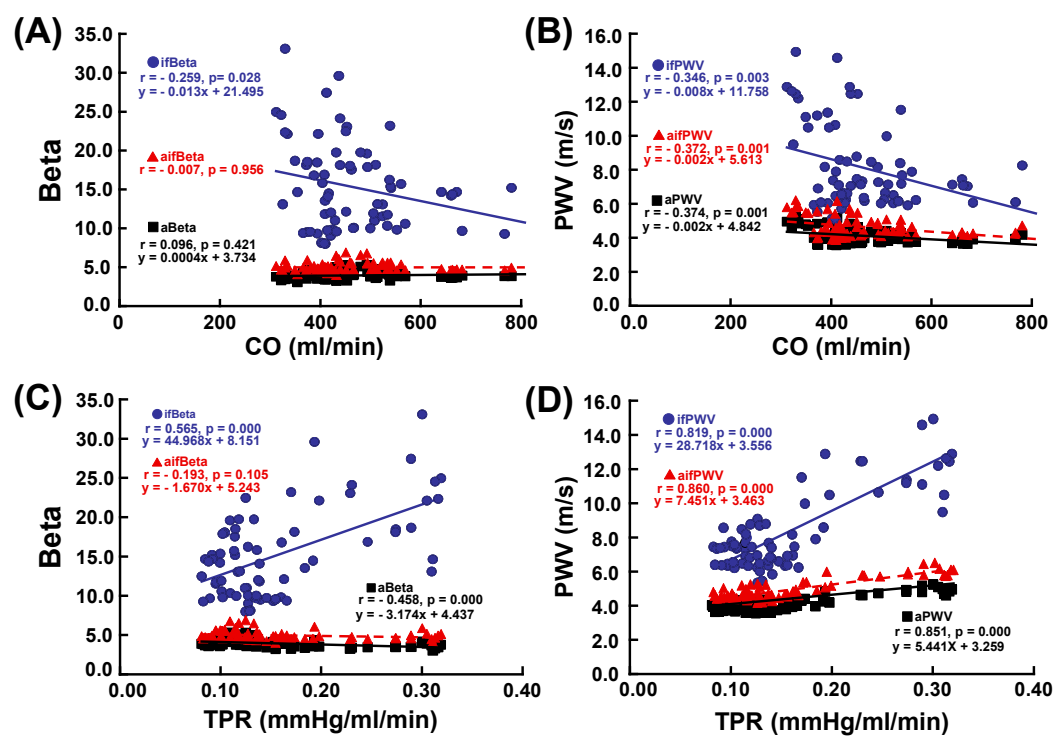 (A)
Beta
35.0
30.0
25.0
20.0
15.0
10.0
5.0
0.0
ifBeta
r = - 0.259, p= 0.028
y = - 0.013x + 21.495
aifBeta
r = - 0.007, p = 0.956
aBeta
r = 0.096, p = 0.421
y = 0.0004x + 3.734
0 200 400 600 800
CO (ml/min)
(B)
PWV (m/s)
16.0
14.0
12.0
10.0
8.0
6.0
4.0
2.0
0.0
ifPWV
r = - 0.346, p = 0.003
y = - 0.008x + 11.758
aifPWV
r = - 0.372, p = 0.001
y = - 0.002x + 5.613
aPWV
r = - 0.374, p = 0.001
y = - 0.002x + 4.842
0.0 200 400 600 800
CO (ml/min)
(C)
Beta
35.0
30.0
25.0
20.0
15.0
10.0
5.0
0.0
ifBeta
r = 0.565, p = 0.000
y = 44.968x + 8.151
aifBeta
r = - 0.193, p = 0.105
y = - 1.670x + 5.243
aBeta
r = - 0.458, p = 0.000
y = - 3.174x + 4.437
0.00 0.10 0.20 0.30 0.40
TPR (mmHg/ml/min)
(D)
PWV (m/s)
16.0
14.0
12.0
10.0
8.0
6.0
4.0
2.0
0.0
ifPWV
r = 0.819, p = 0.000
y = 28.718x + 3.556
aifPWV
r = 0.860, p = 0.000
y = 7.451x + 3.463
aPWV
r = 0.851, p = 0.000
y = 5.441X + 3.259
0.00 0.10 0.20 0.30 0.40
TPR (mmHg/ml/min)